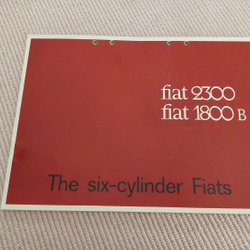 fiat 2300
fiat 1800 B
The six-cylinder Fiats